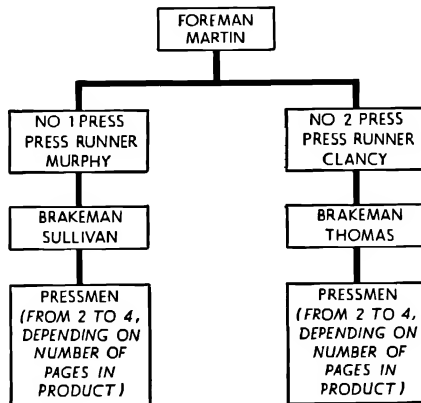 FOREMAN
MARTIN
NO 1 PRESS
PRESS RUNNER
MURPHY
BRAKEMAN
SULLIVAN
PRESSMEN
(FROM 2 TO 4,
DEPENDING ON
NUMBER OF
PAGES IN
PRODUCT)
NO 2 PRESS
PRESS RUNNER
CLANCY
BRAKEMAN
THOMAS
PRESSMEN
(FROM 2 TO 4,
DEPENDING ON
NUMBER OF
PAGES IN
PRODUCT)